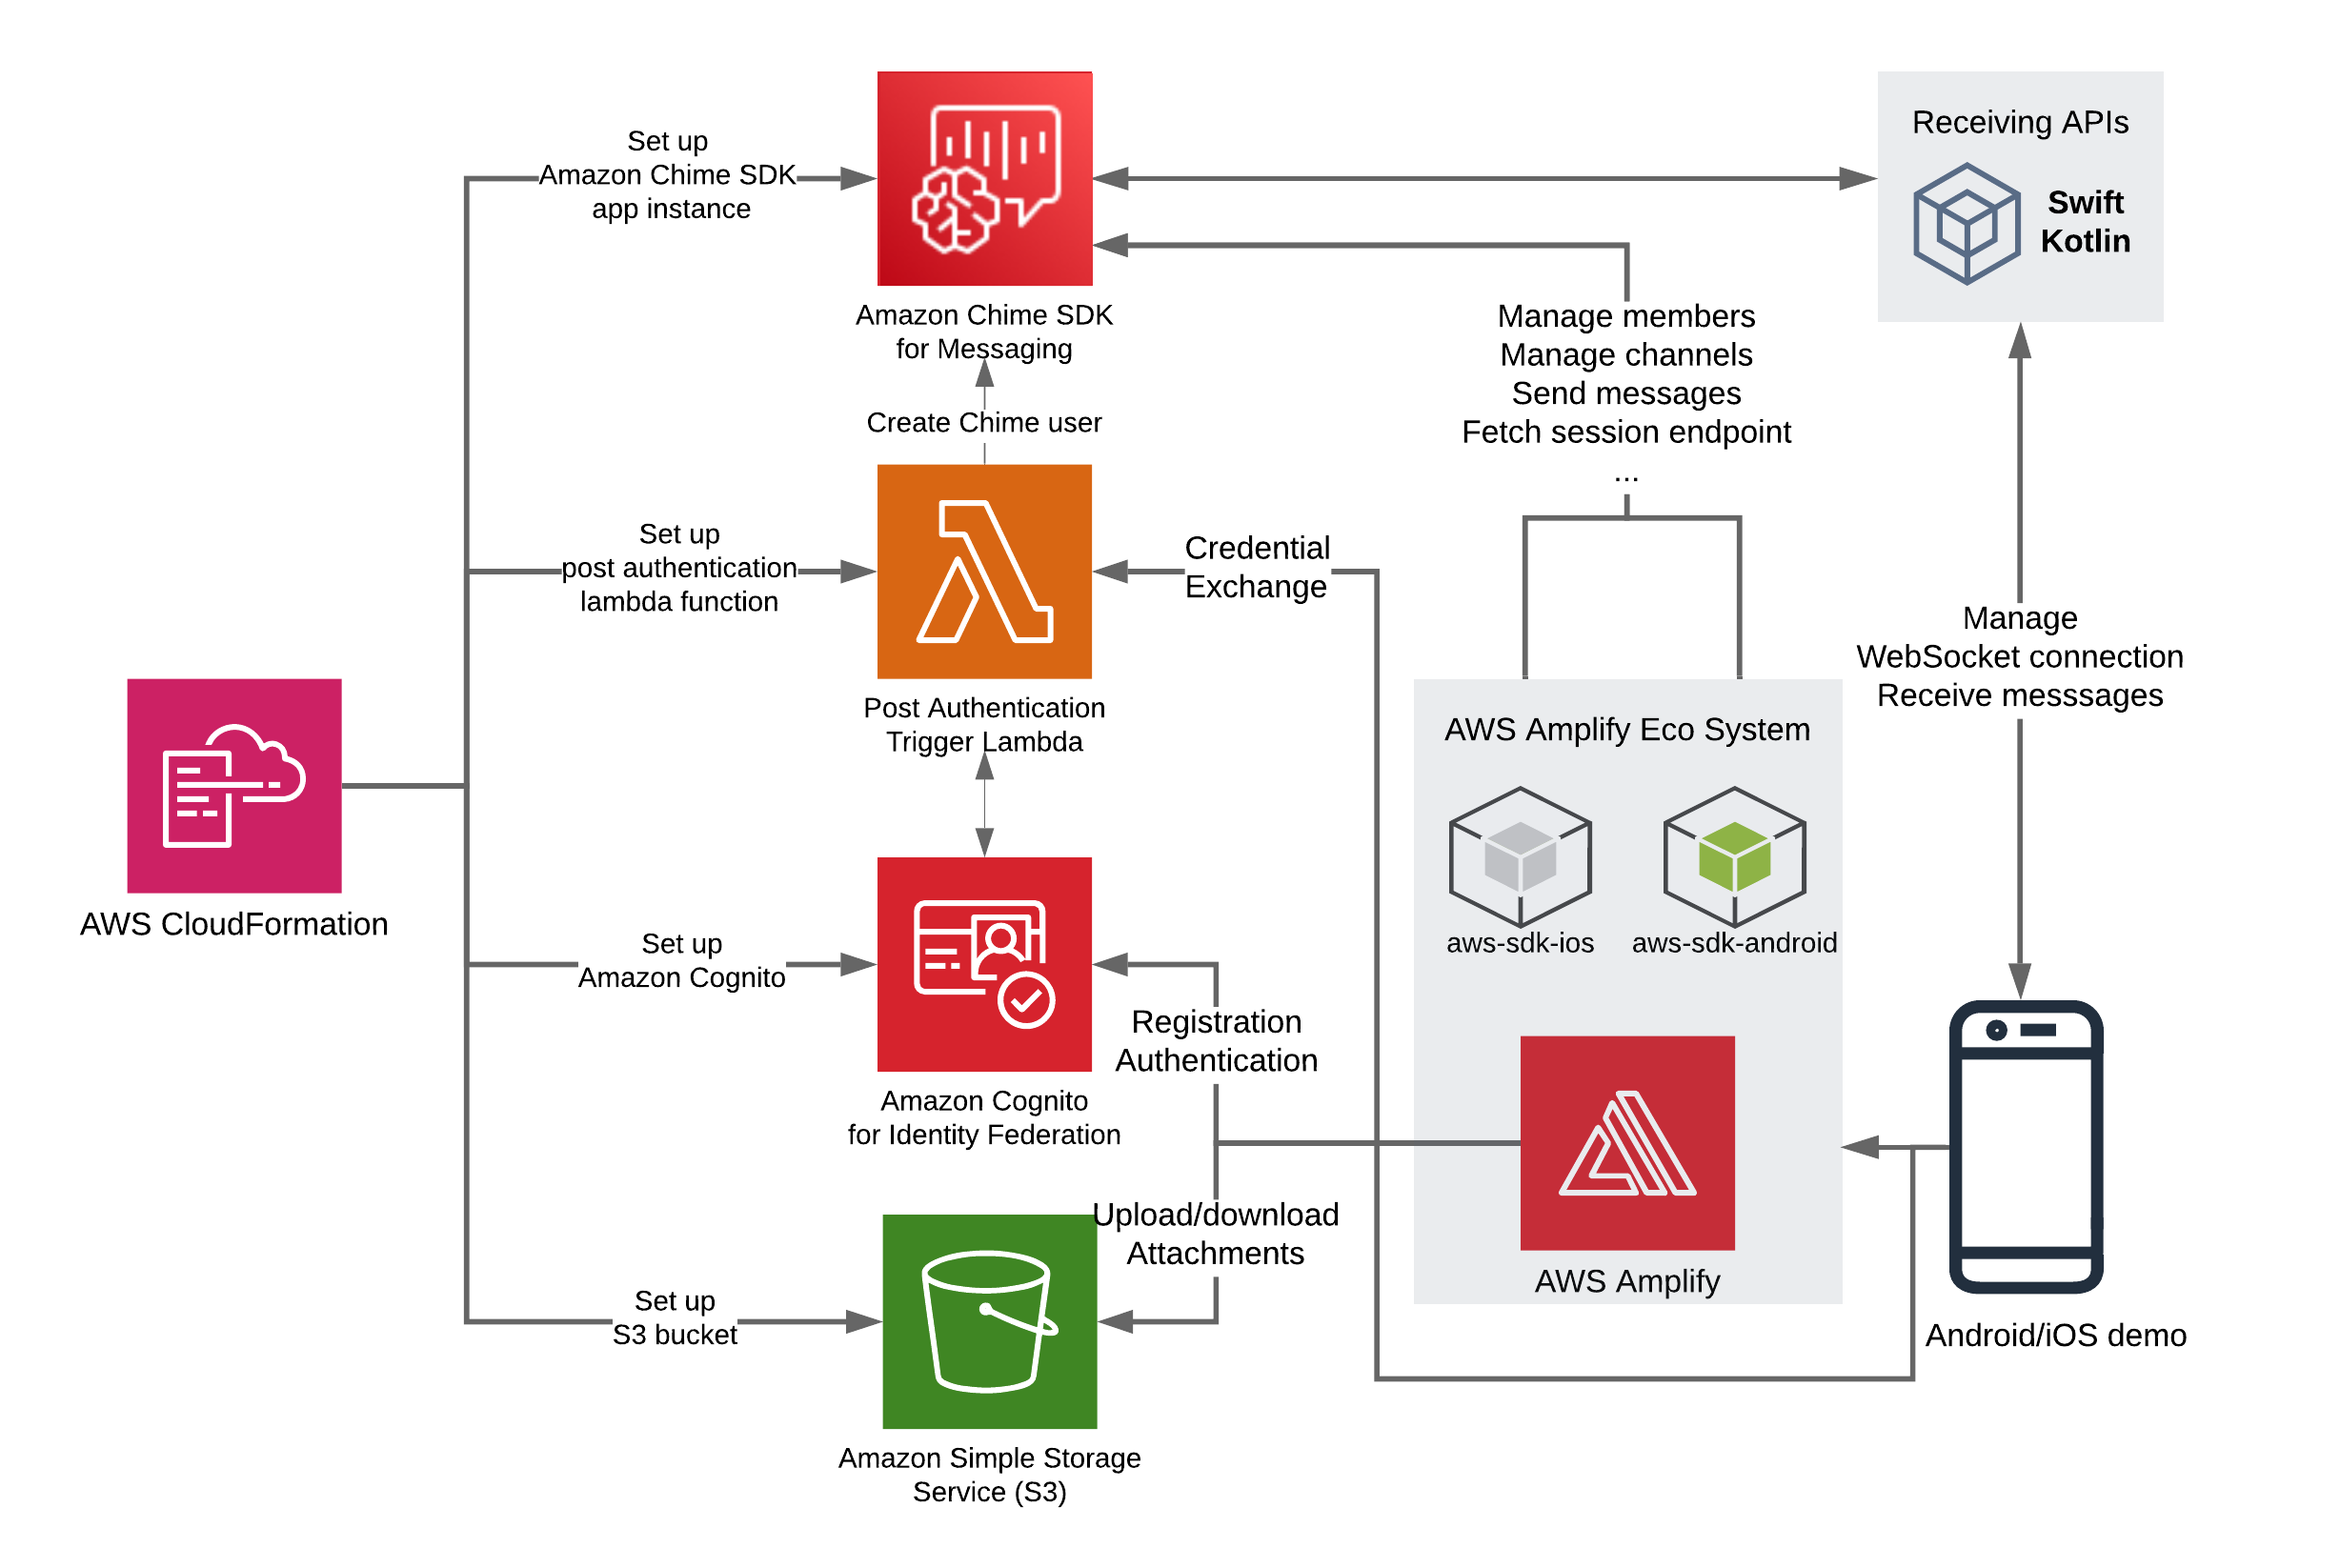 Set up
Amazon Chime SDK
app instance
Amazon Chime SDK
for Messaging
Receiving APIs
Swift
Kotlin
Manage members
Manage channels
Send messages
Fetch session endpoint
...
Create Chime user
Set up
post authentication
lambda function
Credential
Exchange
Post Authentication
Trigger Lambda
Manage
WebSocket connection
Receive messsages
AWS Amplify Eco System
aws-sdk-ios
aws-sdk-android
AWS CloudFormation
Set up
Amazon Cognito
Registration
Authentication
Amazon Cognito
for Identity Federation
Upload/download
Attachments
AWS Amplify
Set up
S3 bucket
Android/iOS demo
Amazon Simple Storage
Service (S3)